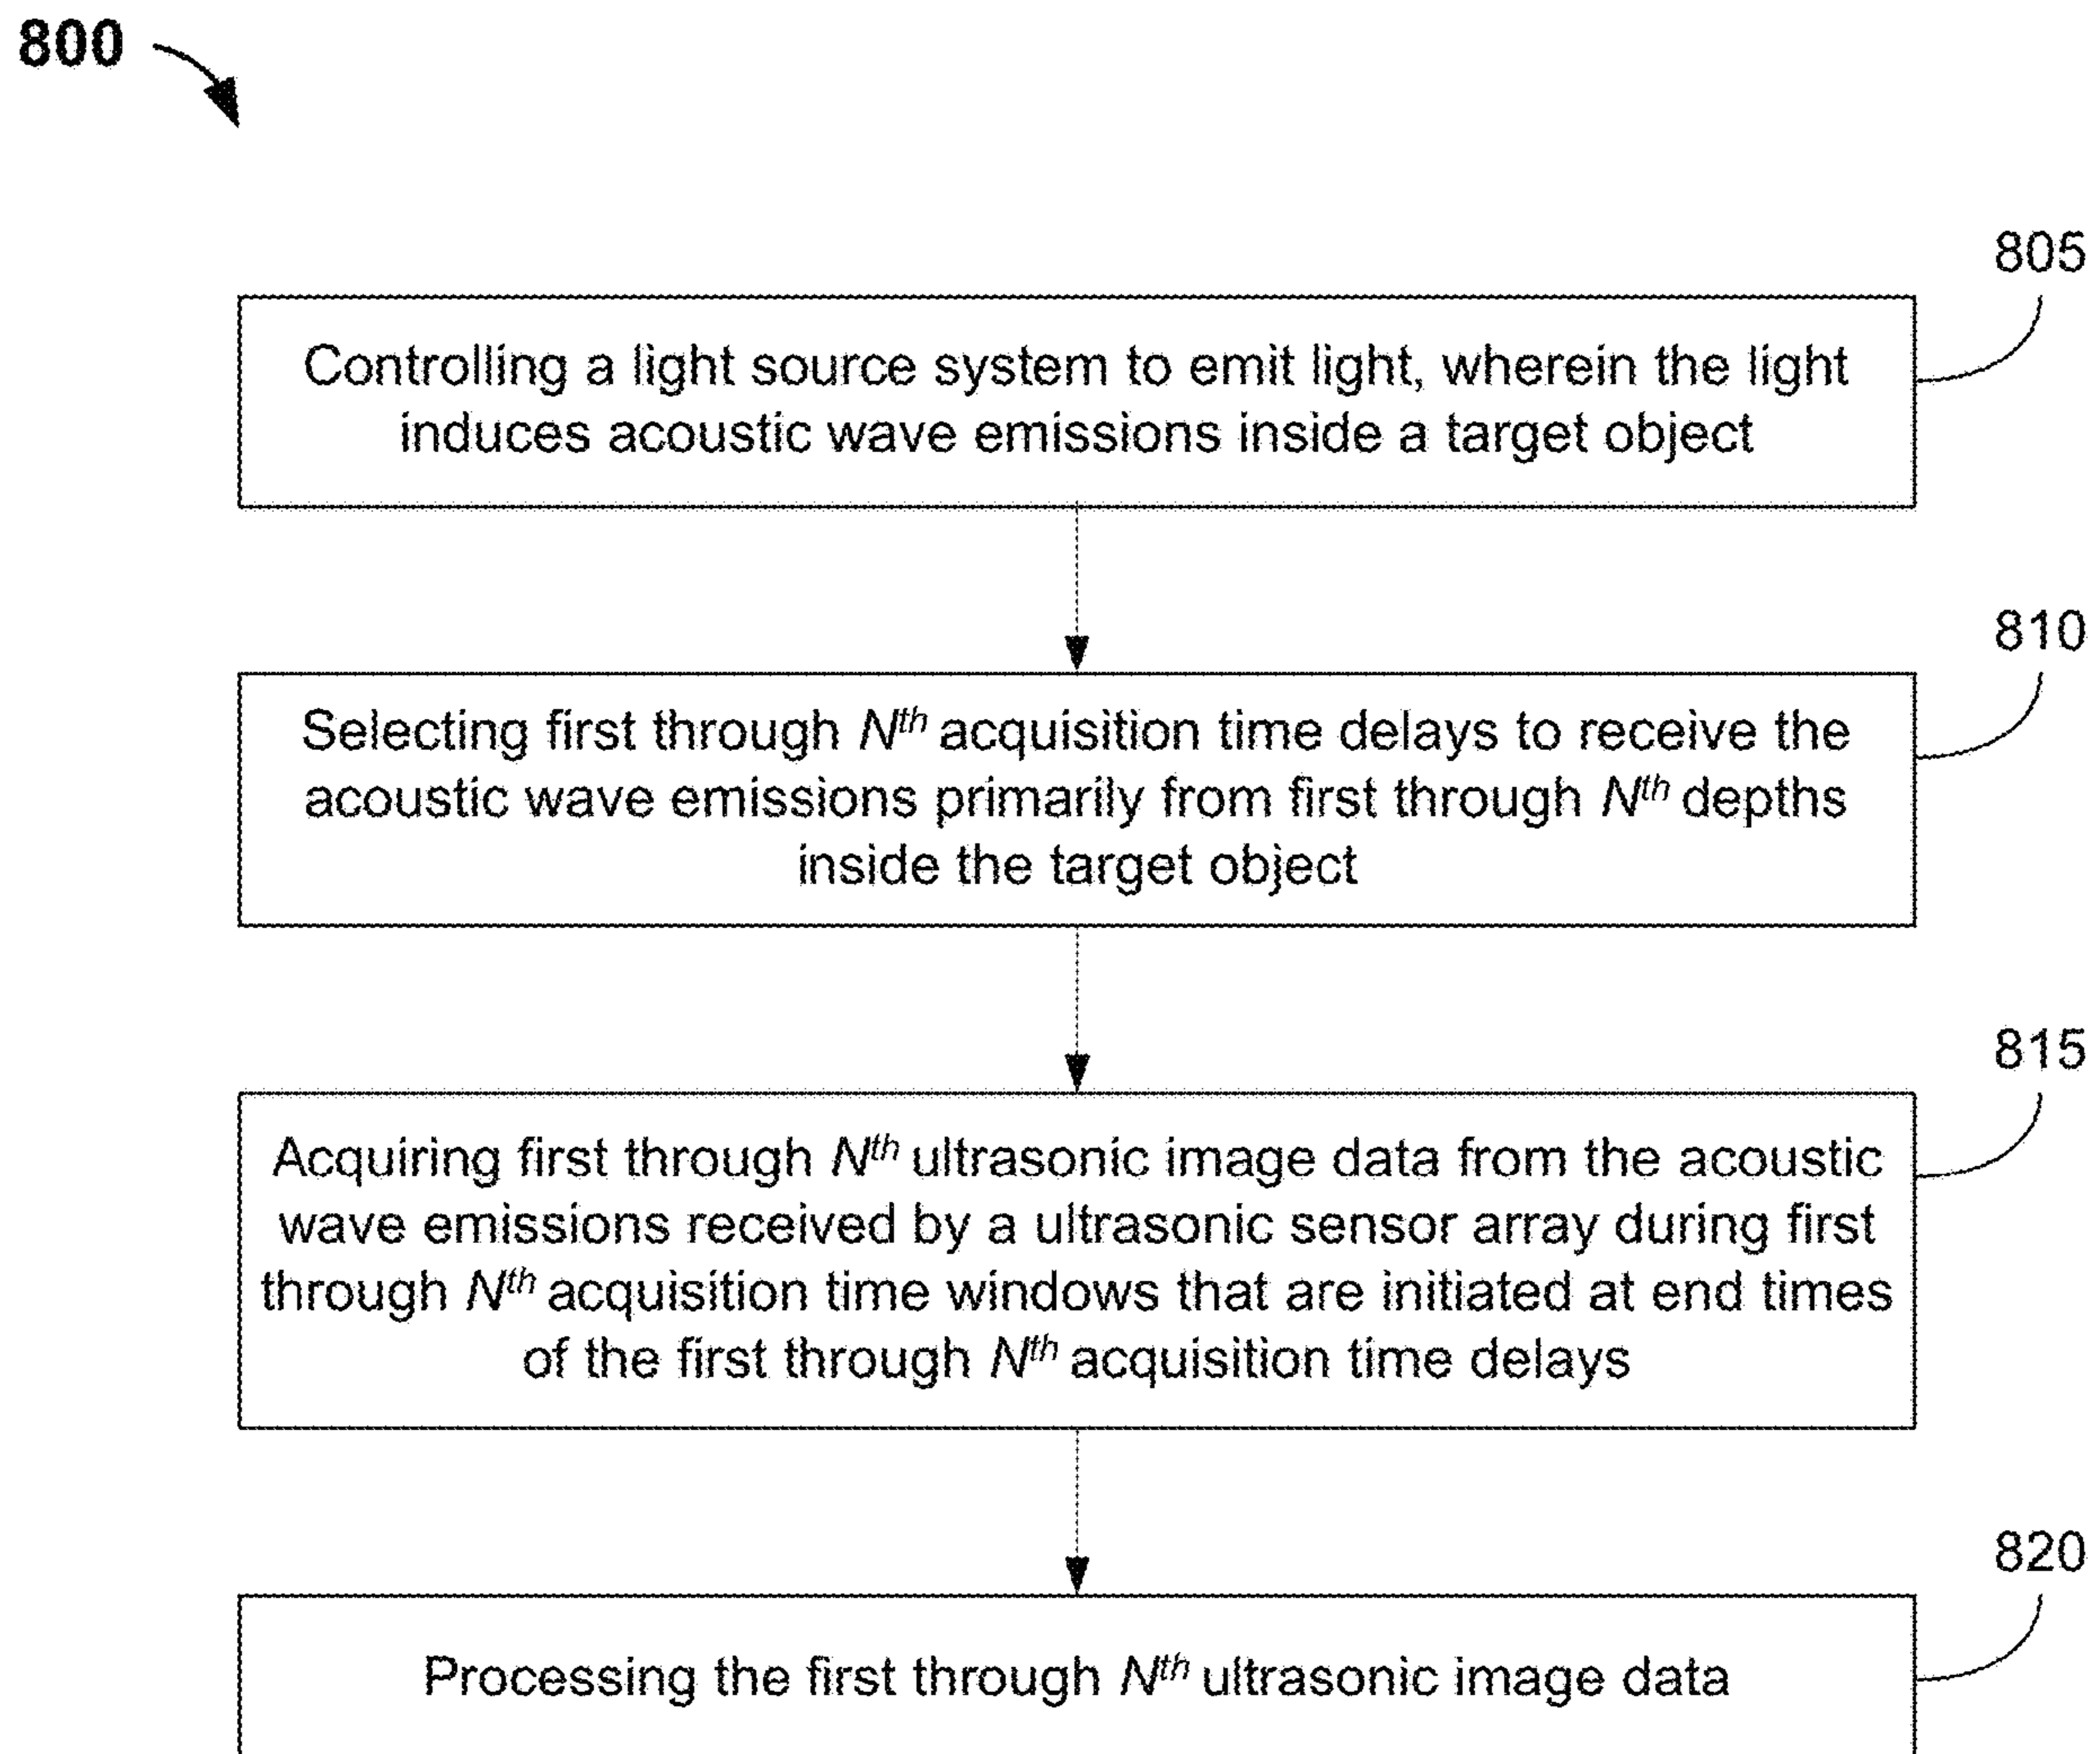 800
805
Controlling a light source system to emit light, wherein the light
induces acoustic wave emissions inside a target object
810
Selecting first through Nth acquisition time delays to receive the
acoustic wave emissions primarily from first through Nth depths
inside the target object
815
Acquiring first through Nth ultrasonic image data from the acoustic
wave emissions received by a ultrasonic sensor array during first
through Nth acquisition time windows that are initiated at end times
of the first through Nth acquisition time delays
820
Processing the first through Nth ultrasonic image data